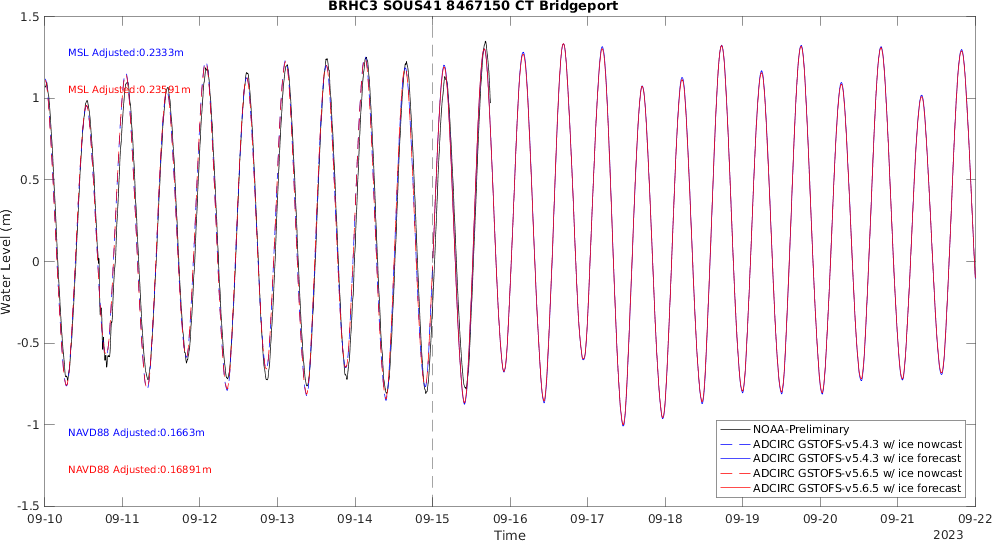 BRHC3 SOUS41 8467150 CT Bridgeport
1.5
1
0.5
0
-0.5
-1
-1.5
Water Level (m)
MSL Adjusted:0.2333m
MSL Adjusted:0.23591m
NAVD88 Adjusted:0.1663m
NAVD88 Adjusted:0.16891m
NOAA-Preliminary
ADCIRC GSTOFS-v5.4.3 w/ ice nowcast
ADCIRC GSTOFS-v5.4.3 w/ ice forecast
ADCIRC GSTOFS-v5.6.5 w/ ice nowcast
ADCIRC GSTOFS-v5.6.5 w/ ice forecast
09-10 09-11 09-12 09-13 09-14 09-15 09-16 09-17 09-18 09-19 09-20 09-21 09-22
Time
2023